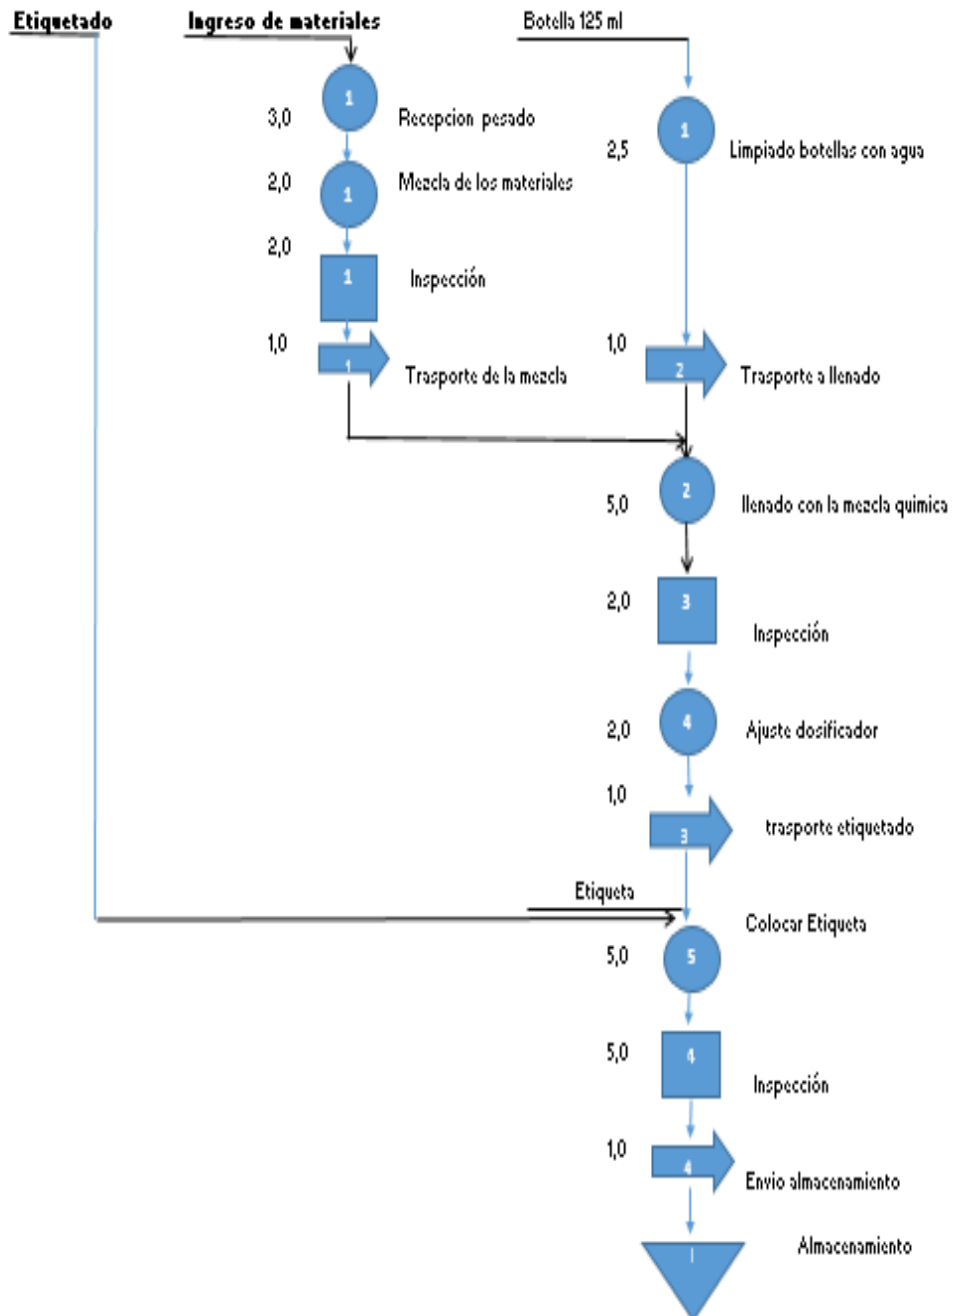 Etiquetado
Ingreso de materiales
Botella 125 ml
1
3,0
Recepcion pesado
1
2,5
Limpiado botellas con agua
2,0
1
Mezcla de los materiales
2,0
1
Inspección
1,0
1
Trasporte de la mezcla
1,0
2
Trasporte a llenado
5,0
2
llenado con la mezcla quimica
2,0
3
Inspección
2,0
4
Ajuste dosificador
1,0
3
trasporte etiquetado
Etiqueta
Colocar Etiqueta
5,0
5
5,0
4
Inspección
1,0
4
Envio almacenamiento
Almacenamiento
1